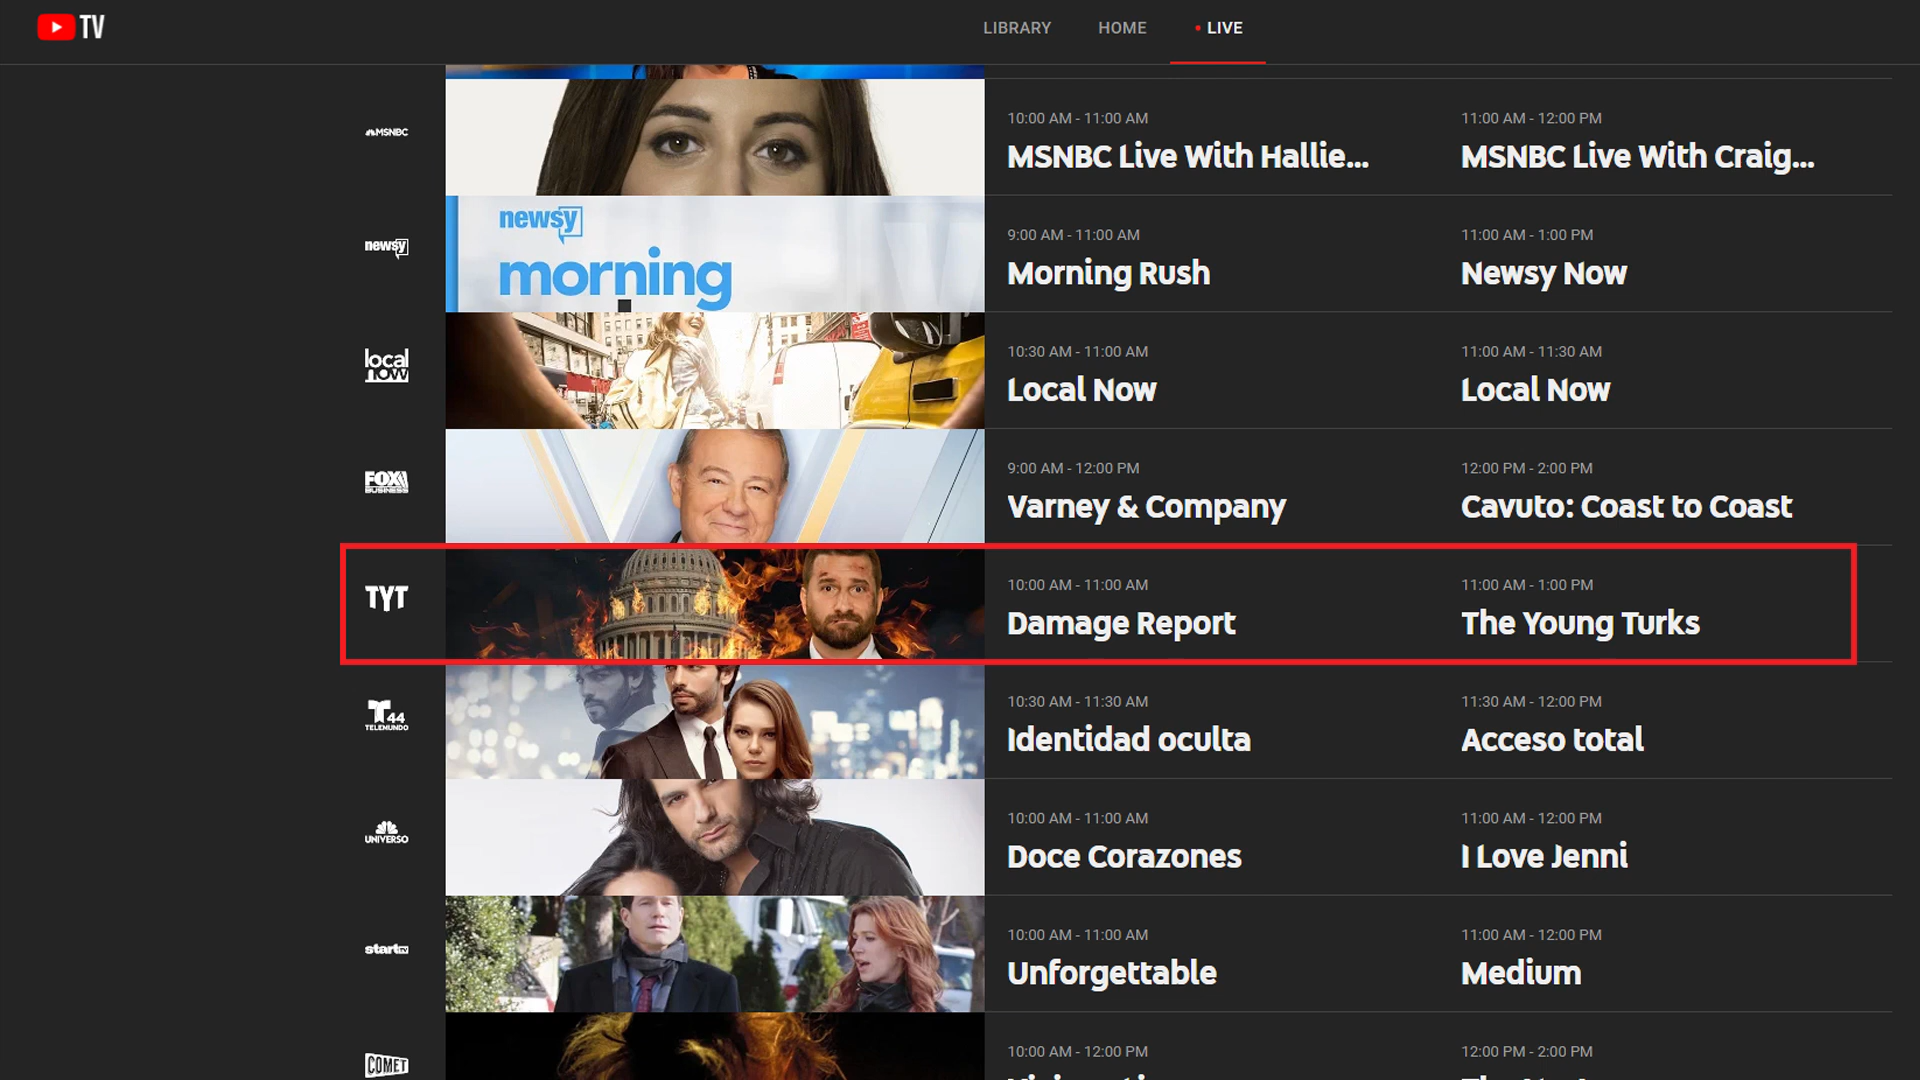 TV
LIBRARY HOME LIVE
MSNBC
10:00 AM - 11:00 AM 11:00 AM - 12:00 PM
MSNBC Live With Hallie... MSNBC Live With Craig...
newsy
newsy
morning
9:00 AM - 11:00 AM 11:00 AM - 1:00 PM
Morning Rush Newsy Now
local
now
10:30 AM - 11:00 AM 11:00 AM - 11:30 AM
Local Now Local Now
FOX
BUSINESS
9:00 AM - 12:00 PM 12:00 PM - 2:00 PM
Varney & Company Cavuto: Coast to Coast
TYT
10:00 AM - 11:00 AM 11:00 AM - 1:00 PM
Damage Report The Young Turks
T 44
TELEMUNDO
10:30 AM - 11:30 AM 11:30 AM - 12:00 PM
Identidad oculta Acceso total
UNIVERSO
10:00 AM - 11:00 AM 11:00 AM - 12:00 PM
Doce Corazones I Love Jenni
start TV
10:00 AM - 11:00 AM 11:00 AM - 12:00 PM
Unforgettable Medium
COMET
10:00 AM - 12:00 PM 12:00 PM - 2:00 PM